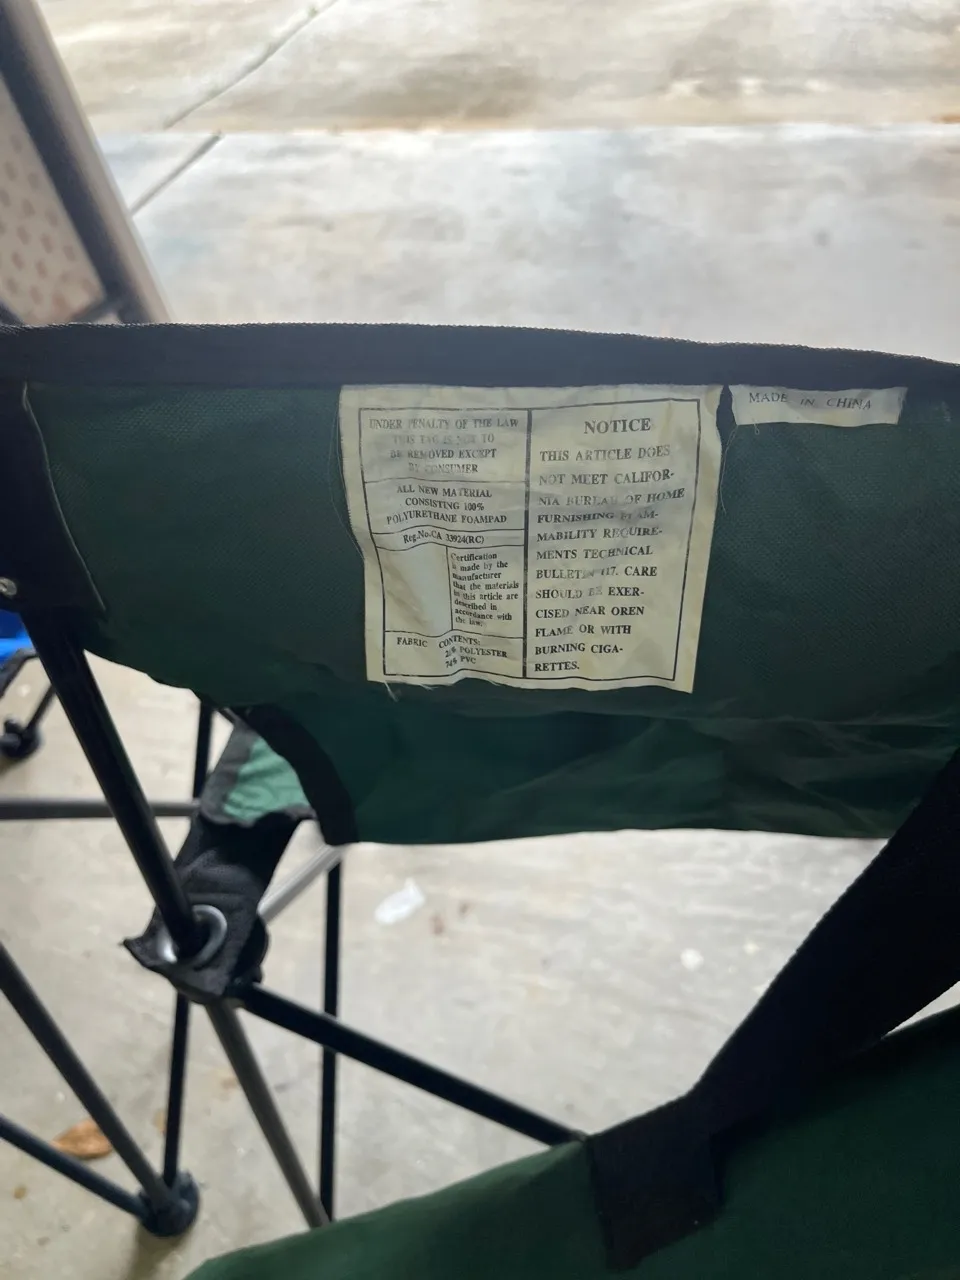 UNDER PENALTY OF THE LAW
THIS TAG IS NOT TO
BE REMOVED EXCEPT
BY CONSUMER
ALL NEW MATERIAL
CONSISTING 100%
POLYURETHANE FOAMPAD
Reg.No.CA 33924(RC)
Certification
is made by the
manufacturer
that the materials
in this article are
described in
accordance with
the law.
FABRIC CONTENTS:
POLYESTER
74% PVC
NOTICE
THIS ARTICLE DOES
NOT MEET CALIFOR-
NIA BUREAU OF HOME
FURNISHING FLAM-
MABILITY REQUIRE-
MENTS TECHNICAL
BULLETIN 117. CARE
SHOULD BE EXER-
CISED NEAR OREN
FLAME OR WITH
BURNING CIGA-
RETTES.
MADE IN CHINA